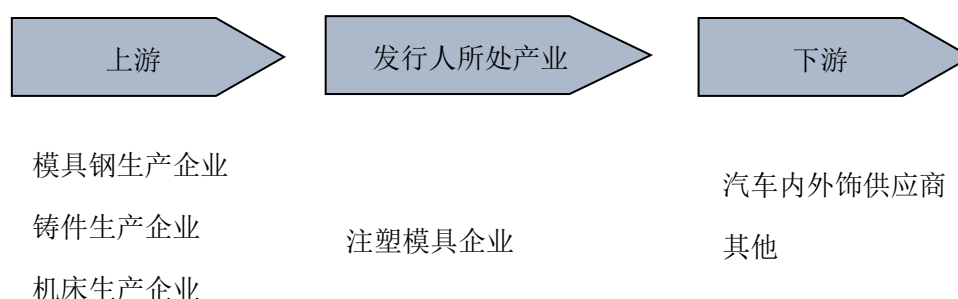 上游
发行人所处产业
下游
模具钢生产企业
铸件生产企业
机床生产企业
注塑模具企业
汽车内外饰供应商
其他